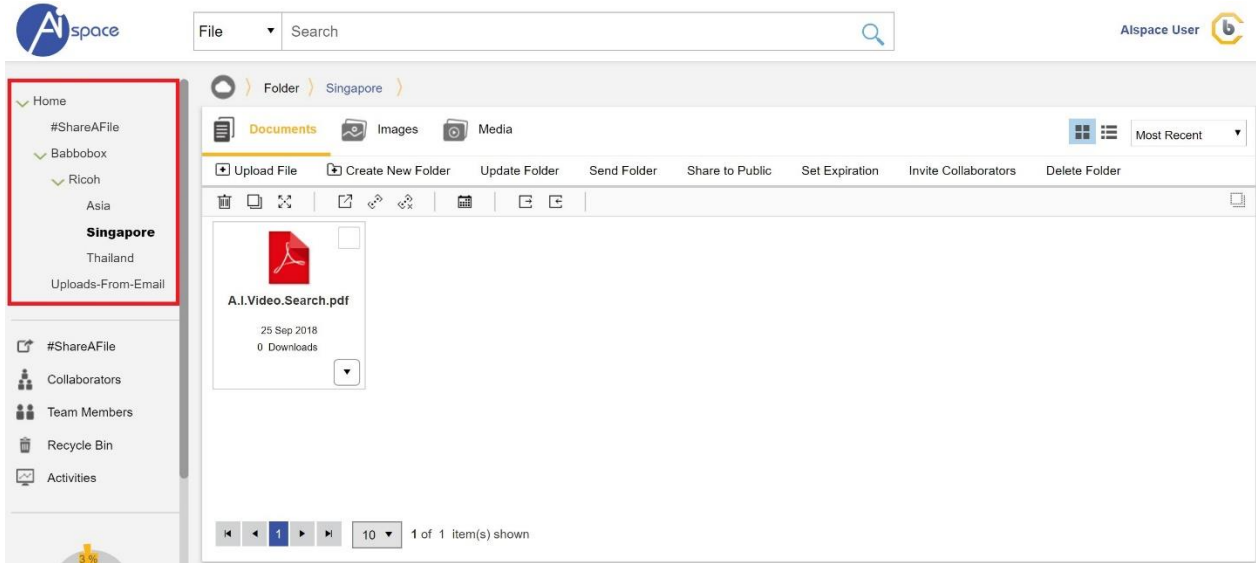 AI space
File Search
AIspace User
Home
#ShareAFile
Babbobox
Ricoh
Asia
Singapore
Thailand
Uploads-From-Email
#ShareAFile
Collaborators
Team Members
Recycle Bin
Activities
3 %
Folder Singapore
Documents Images Media Most Recent
Upload File Create New Folder Update Folder Send Folder Share to Public Set Expiration Invite Collaborators Delete Folder
A.I.Video.Search.pdf
25 Sep 2018
0 Downloads
1 10 1 of 1 item(s) shown